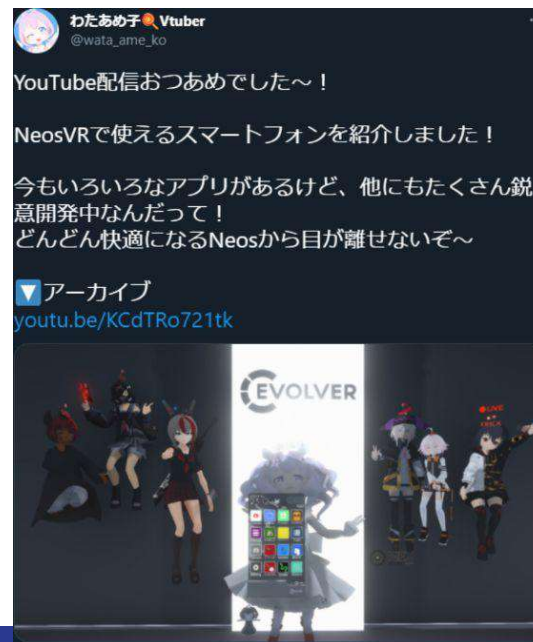 わたあめ子🍭Vtuber
@wata_ame_ko
YouTube配信おつあめでした～！
NeosVRで使えるスマートフォンを紹介しました！
今もいろいろなアプリがあるけど、他にもたくさん鋭
意開発中なんだって！
どんどん快適になるNeosから目が離せないぞ～
🔽アーカイブ
youtu.be/KCdTRo721tk
EVOLVER
LIVE